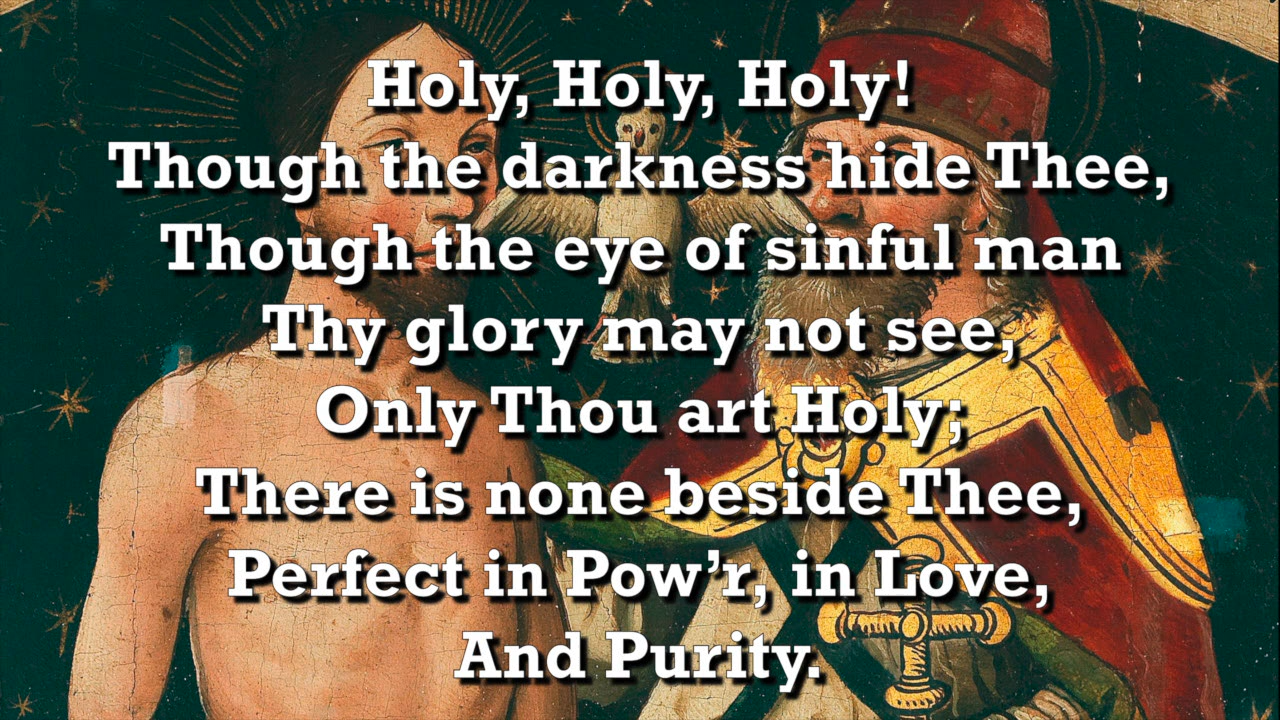 Holy, Holy, Holy!
Though the darkness hide Thee,
Though the eye of sinful man
Thy glory may not see,
Only Thou art Holy;
There is none beside Thee,
Perfect in Pow’r, in Love,
And Purity.